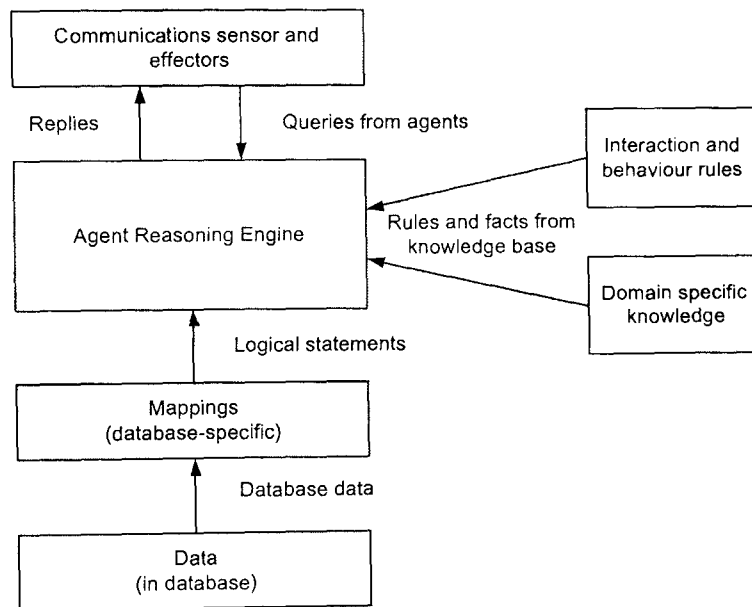 Communications sensor and
effectors
Replies
Queries from agents
Interaction and
behaviour rules
Agent Reasoning Engine
Rules and facts from
knowledge base
Domain specific
knowledge
Logical statements
Mappings
(database-specific)
Database data
Data
(in database)